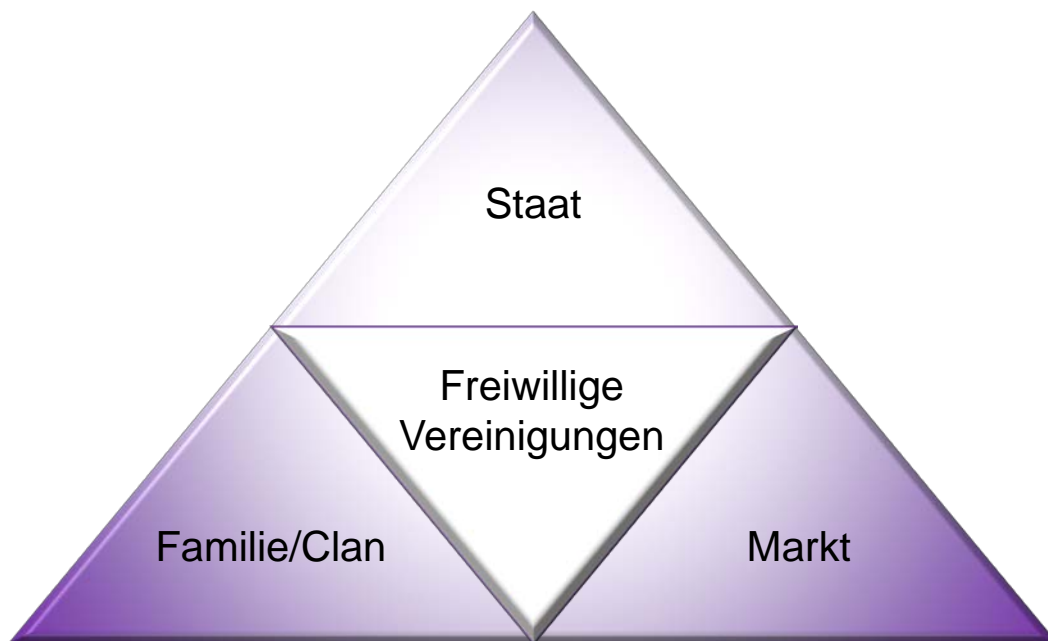 Staat
Freiwillige
Vereinigungen
Familie/Clan
Markt